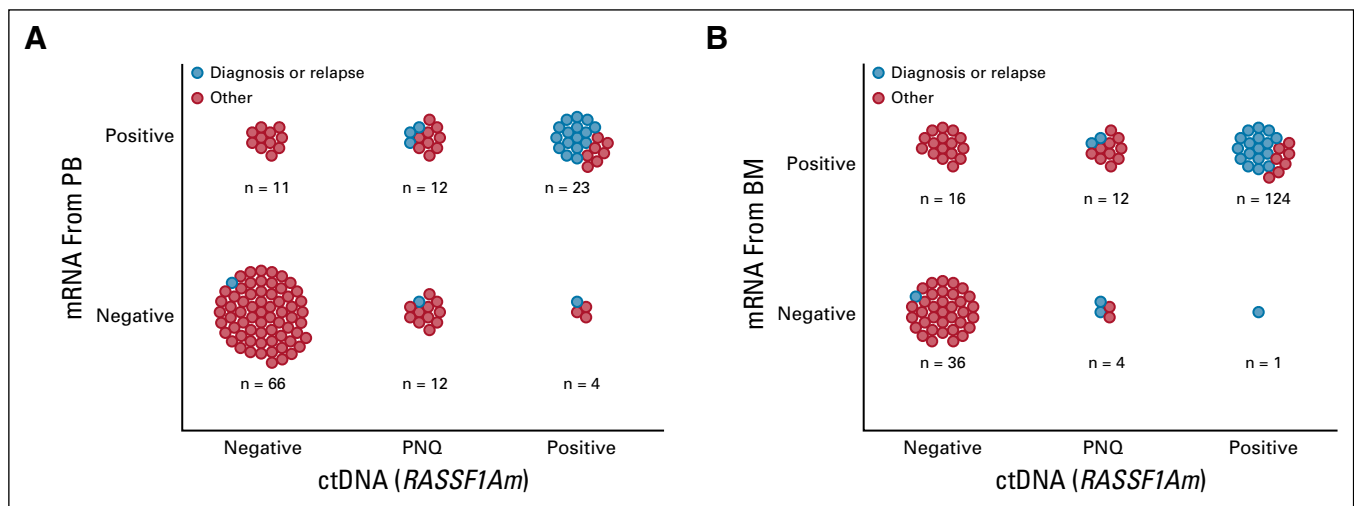 A
Diagnosis or relapse
Other
mRNA From PB
Positive
n = 11
n = 12
n = 23
Negative
n = 66
n = 12
n = 4
Negative
PNQ
Positive
ctDNA (RASSF1Am)
B
Diagnosis or relapse
Other
mRNA From BM
Positive
n = 16
n = 12
n = 124
Negative
n = 36
n = 4
n = 1
Negative
PNQ
Positive
ctDNA (RASSF1Am)